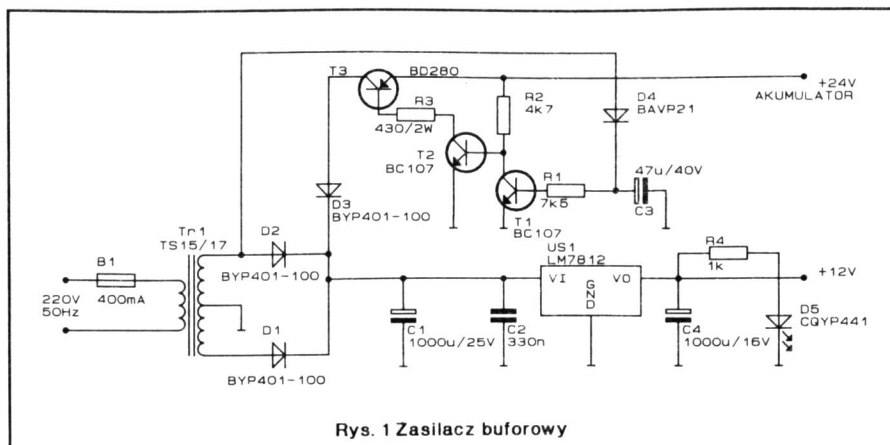 T3
BD280
+24V
AKUMULATOR
R2
4k7
D4
BAVP21
R3
430/2W
T2
BC107
47u/40V
R1
7k5
C3
T1
BC107
D3
BYP401-100
Tr1
TS15/17
D2
BYP401-100
B1
400mA
220V
50Hz
D1
BYP401-100
US1
LM7812
VI
GND
VO
R4
1k
+12V
C1
1000u/25V
C2
330n
C4
1000u/16V
D5
CQYP441
Rys. 1 Zasilacz buforowy